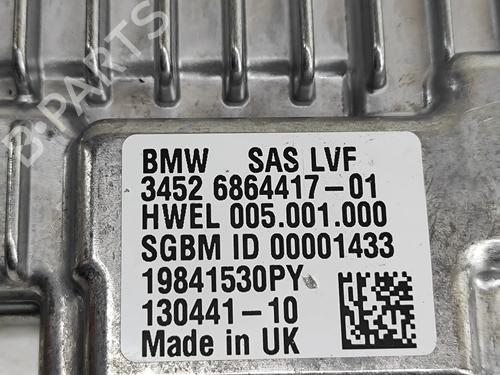 B-PARTS
BMW SAS LVF
3452 6864417-01
HWEL 005.001.000
SGBM ID 00001433
19841530PY
130441-10
Made in UK